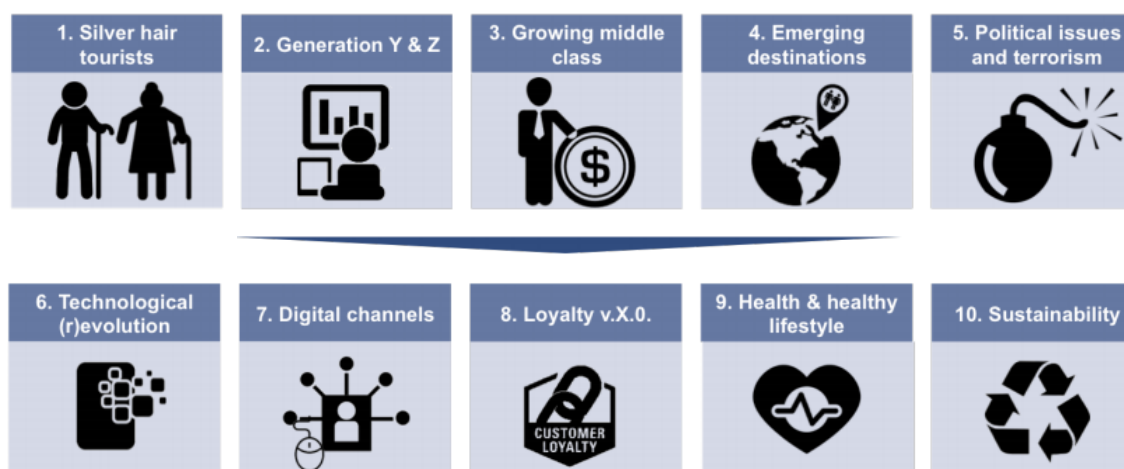 1. Silver hair
tourists
2. Generation Y & Z
3. Growing middle
class
4. Emerging
destinations
5. Political issues
and terrorism
$
6. Technological
(r)evolution
7. Digital channels
8. Loyalty v.X.0.
9. Health & healthy
lifestyle
10. Sustainability
CUSTOMER
LOYALTY